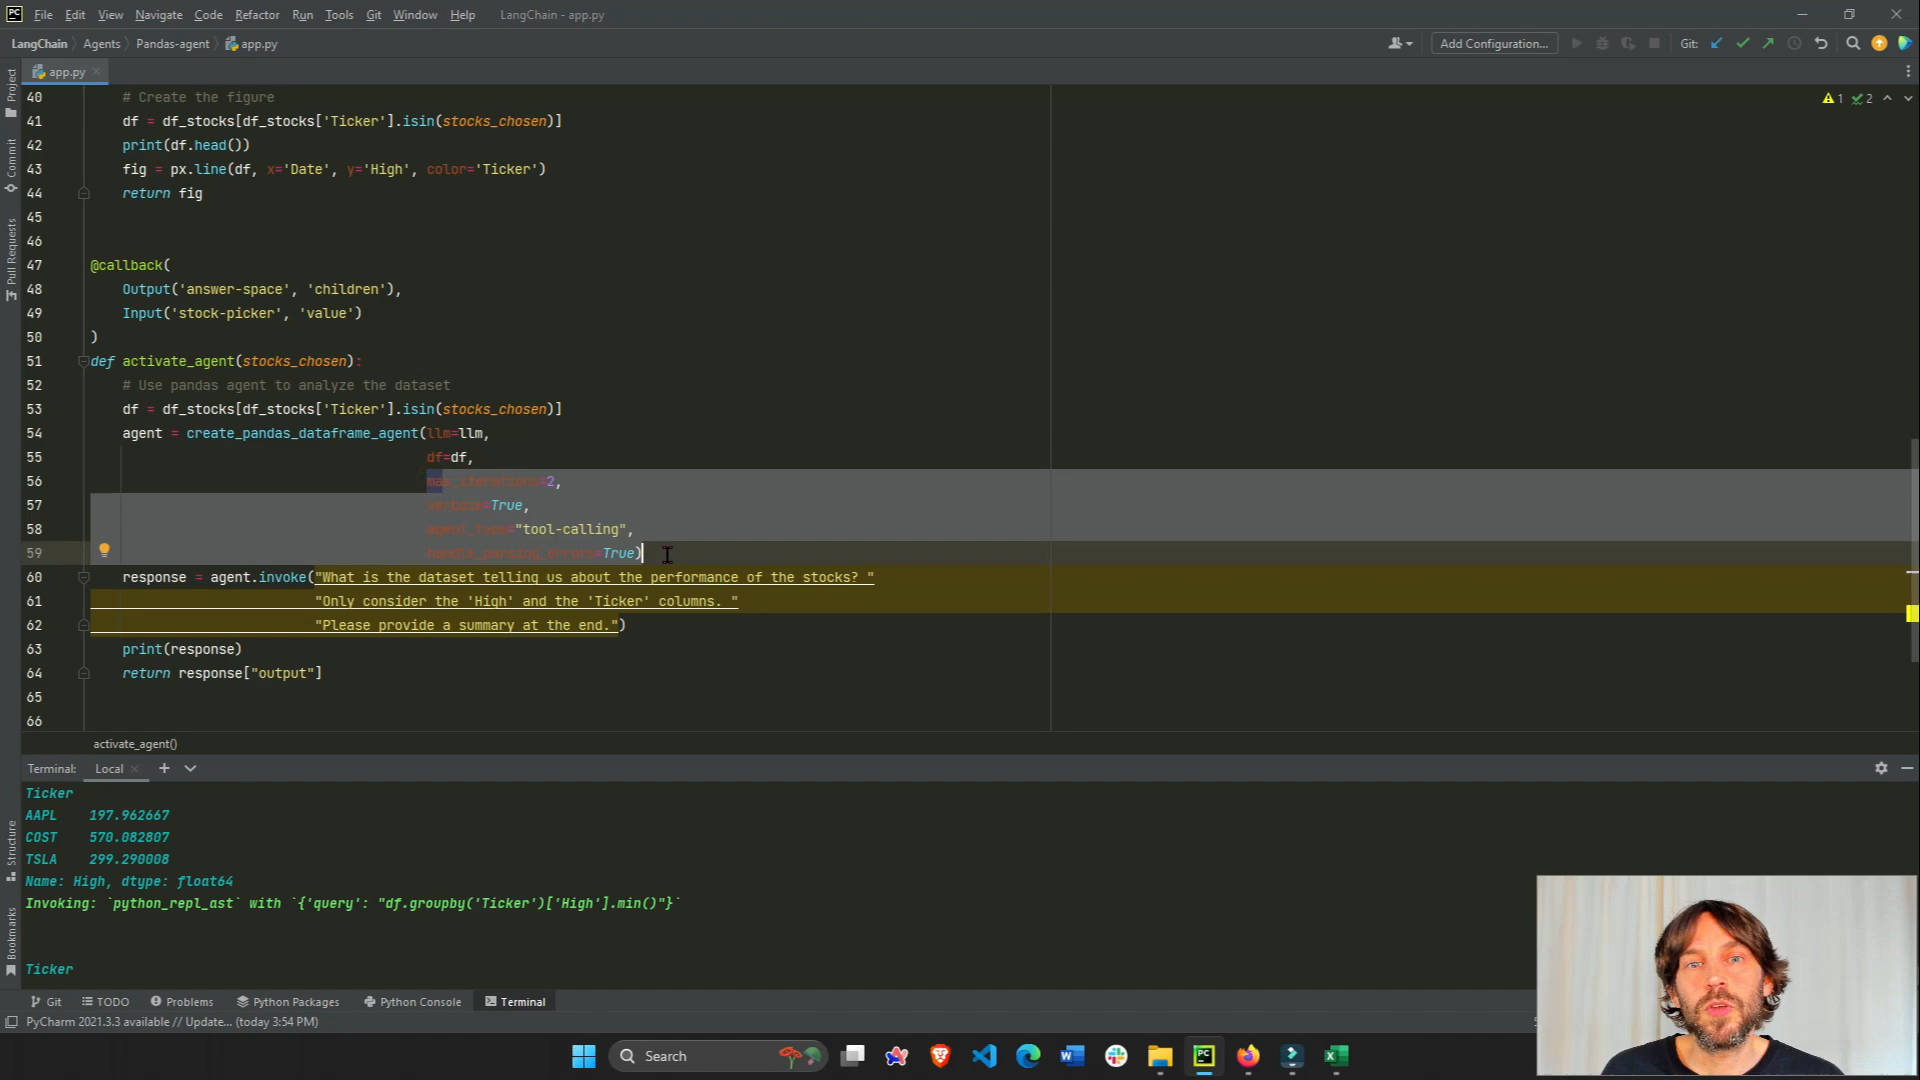 PC File Edit View Navigate Code Refactor Run Tools Git Window Help LangChain - app.py
LangChain Agents Pandas-agent app.py Add Configuration... Git:
app.py
Project
Commit
Pull Requests
Structure
Bookmarks
1 2
40 # Create the figure
41 df = df_stocks[df_stocks['Ticker'].isin(stocks_chosen)]
42 print(df.head())
43 fig = px.line(df, x='Date', y='High', color='Ticker')
44 return fig
45
46
47 @callback(
48 Output('answer-space', 'children'),
49 Input('stock-picker', 'value')
50 )
51 def activate_agent(stocks_chosen):
52 # Use pandas agent to analyze the dataset
53 df = df_stocks[df_stocks['Ticker'].isin(stocks_chosen)]
54 agent = create_pandas_dataframe_agent(llm=llm,
55 df=df,
56 max_iterations=2,
57 verbose=True,
58 agent_type="tool-calling",
59 handle_parsing_errors=True)
60 response = agent.invoke("What is the dataset telling us about the performance of the stocks? "
61 "Only consider the 'High' and the 'Ticker' columns. "
62 "Please provide a summary at the end.")
63 print(response)
64 return response["output"]
65
66
activate_agent()
Terminal: Local
Ticker
AAPL 197.962667
COST 570.082807
TSLA 299.290008
Name: High, dtype: float64
Invoking: `python_repl_ast` with `{'query': "df.groupby('Ticker')['High'].min()"}`
Ticker
Git TODO Problems Python Packages Python Console Terminal
PyCharm 2021.3.3 available // Update... (today 3:54 PM)
Search
PC